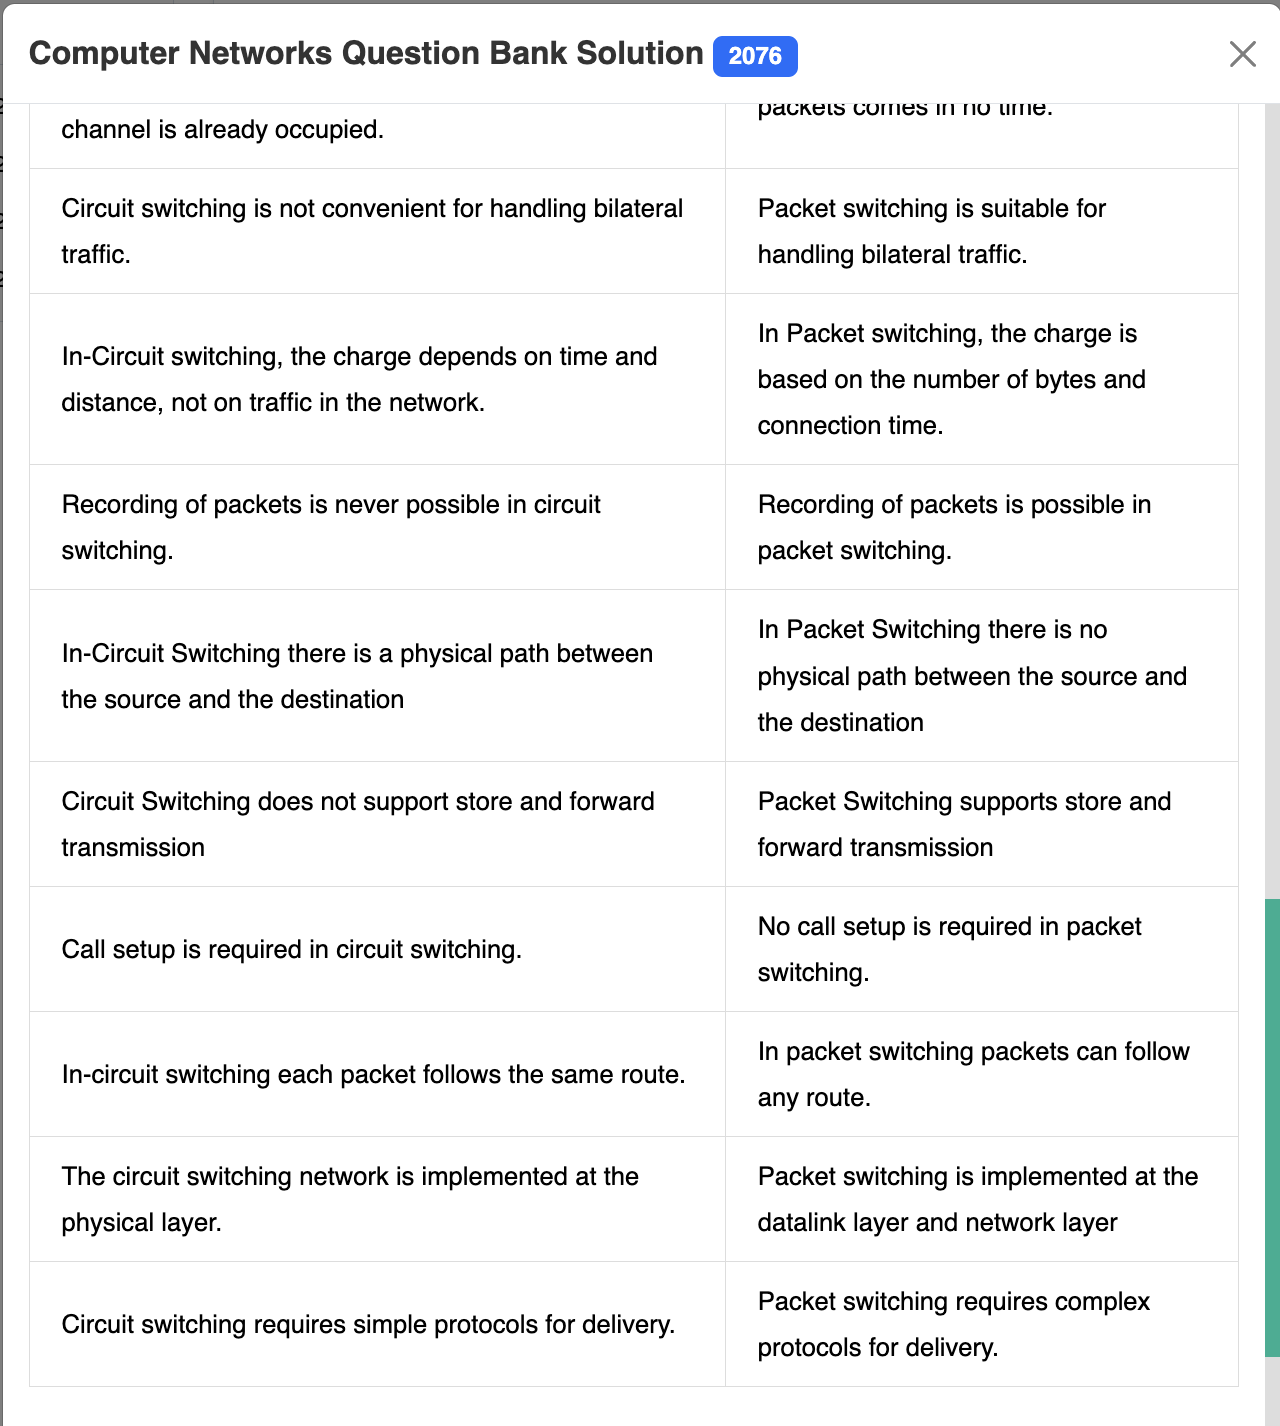 Computer Networks Question Bank Solution 2076
packets comes in no time.
channel is already occupied.
Circuit switching is not convenient for handling bilateral
traffic.
Packet switching is suitable for
handling bilateral traffic.
In-Circuit switching, the charge depends on time and
distance, not on traffic in the network.
In Packet switching, the charge is
based on the number of bytes and
connection time.
Recording of packets is never possible in circuit
switching.
Recording of packets is possible in
packet switching.
In-Circuit Switching there is a physical path between
the source and the destination
In Packet Switching there is no
physical path between the source and
the destination
Circuit Switching does not support store and forward
transmission
Packet Switching supports store and
forward transmission
Call setup is required in circuit switching.
No call setup is required in packet
switching.
In-circuit switching each packet follows the same route.
In packet switching packets can follow
any route.
The circuit switching network is implemented at the
physical layer.
Packet switching is implemented at the
datalink layer and network layer
Circuit switching requires simple protocols for delivery.
Packet switching requires complex
protocols for delivery.